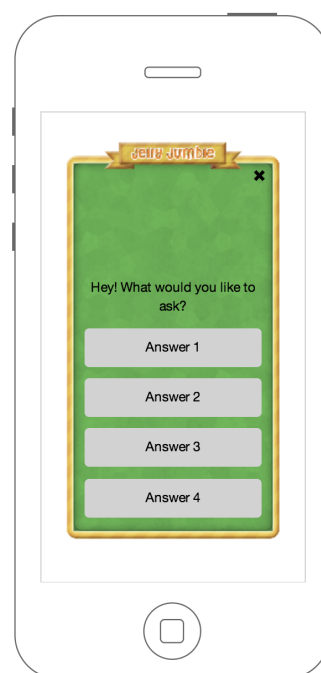 Jelly Jumble
Hey! What would you like to
ask?
Answer 1
Answer 2
Answer 3
Answer 4